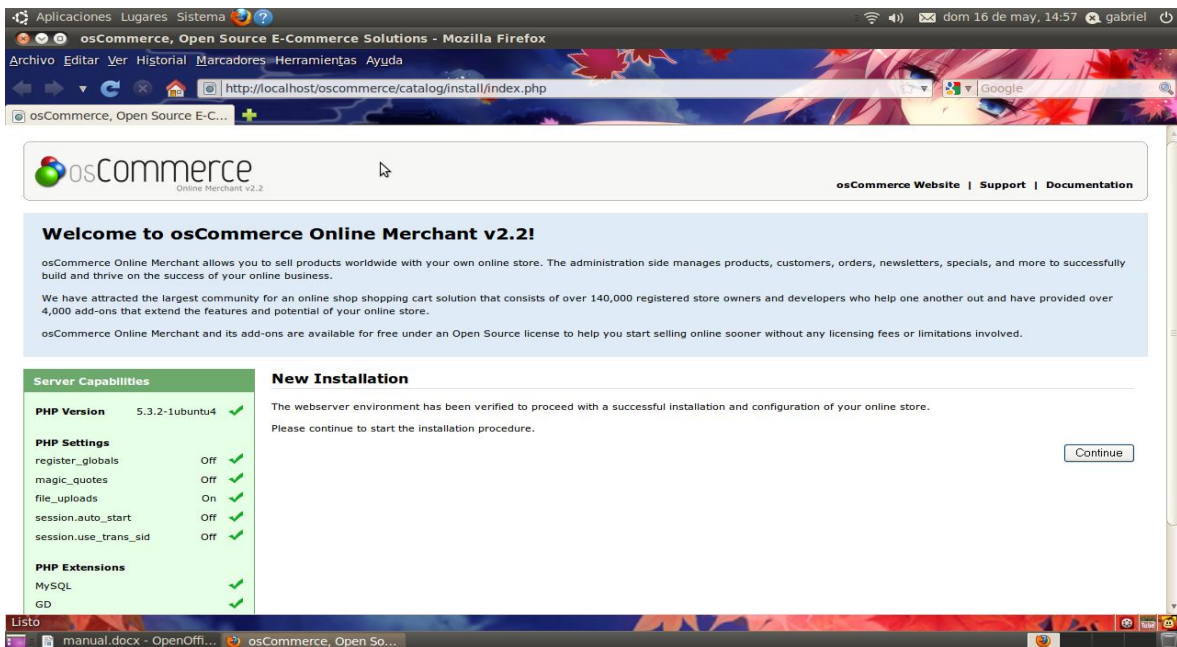 Aplicaciones Lugares Sistema
dom 16 de may, 14:57 gabriel
osCommerce, Open Source E-Commerce Solutions - Mozilla Firefox
Archivo Editar Ver Historial Marcadores Herramientas Ayuda
http://localhost/oscommerce/catalog/install/index.php
Google
osCommerce, Open Source E-C...
osCommerce
Online Merchant v2.2
osCommerce Website | Support | Documentation
Welcome to osCommerce Online Merchant v2.2!
osCommerce Online Merchant allows you to sell products worldwide with your own online store. The administration side manages products, customers, orders, newsletters, specials, and more to successfully
build and thrive on the success of your online business.
We have attracted the largest community for an online shop shopping cart solution that consists of over 140,000 registered store owners and developers who help one another out and have provided over
4,000 add-ons that extend the features and potential of your online store.
osCommerce Online Merchant and its add-ons are available for free under an Open Source license to help you start selling online sooner without any licensing fees or limitations involved.
Server Capabilities
PHP Version 5.3.2-1ubuntu4
PHP Settings
register_globals Off
magic_quotes Off
file_uploads On
session.auto_start Off
session.use_trans_sid Off
PHP Extensions
MySQL
GD
New Installation
The webserver environment has been verified to proceed with a successful installation and configuration of your online store.
Please continue to start the installation procedure.
Continue
Listo
manual.docx - OpenOffi...
osCommerce, Open So...